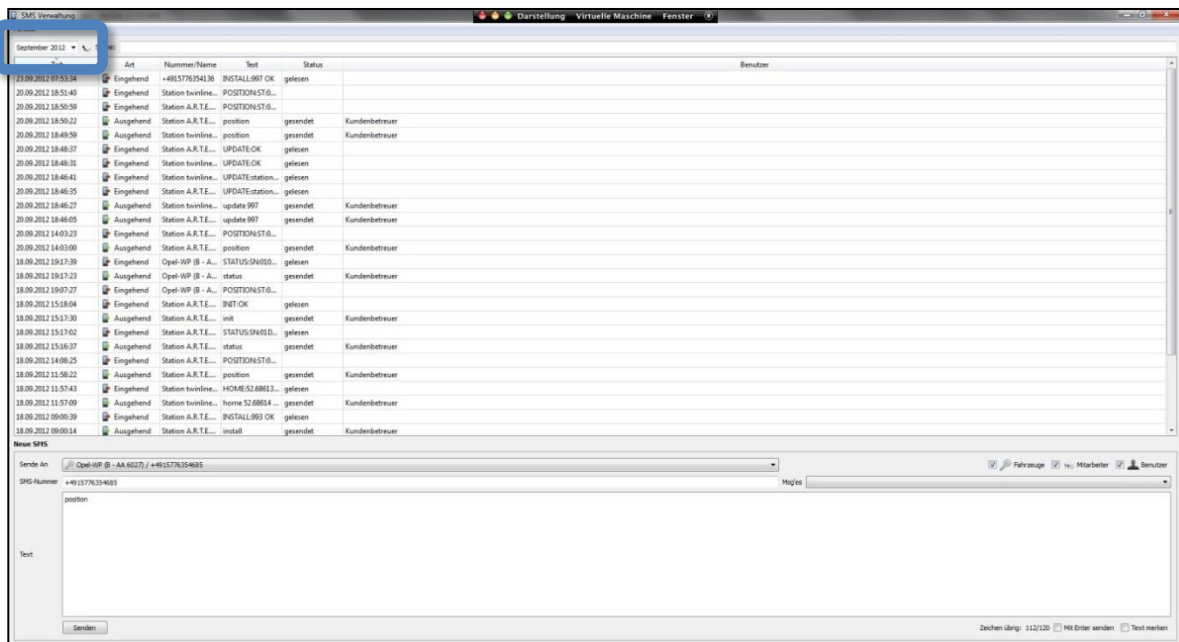 SMS Verwaltung
Darstellung Virtuelle Maschine Fenster
September 2012
Art Nummer/Name Text Status Benutzer
23.09.2012 07:53:34 Eingehend +4915776354136 INSTALL:997 OK gelesen
20.09.2012 18:51:40 Eingehend Station twinline... POSITION:ST:0...
20.09.2012 18:50:59 Eingehend Station A.R.T.E.... POSITION:ST:0...
20.09.2012 18:50:22 Ausgehend Station A.R.T.E.... position gesendet Kundenbetreuer
20.09.2012 18:49:59 Ausgehend Station twinline... position gesendet Kundenbetreuer
20.09.2012 18:48:37 Eingehend Station A.R.T.E.... UPDATE:OK gelesen
20.09.2012 18:48:31 Eingehend Station twinline... UPDATE:OK gelesen
20.09.2012 18:46:41 Eingehend Station twinline... UPDATE:station... gelesen
20.09.2012 18:46:35 Eingehend Station A.R.T.E.... UPDATE:station... gelesen
20.09.2012 18:46:27 Ausgehend Station twinline... update 997 gesendet Kundenbetreuer
20.09.2012 18:46:05 Ausgehend Station A.R.T.E.... update 997 gesendet Kundenbetreuer
20.09.2012 14:03:23 Eingehend Station A.R.T.E.... POSITION:ST:0...
20.09.2012 14:03:00 Ausgehend Station A.R.T.E.... position gesendet Kundenbetreuer
18.09.2012 19:17:39 Eingehend Opel-WP (B - A... STATUS:SN:010... gelesen
18.09.2012 19:17:23 Ausgehend Opel-WP (B - A... status gesendet Kundenbetreuer
18.09.2012 19:07:27 Eingehend Opel-WP (B - A... POSITION:ST:0...
18.09.2012 15:18:04 Eingehend Station A.R.T.E.... INIT:OK gelesen
18.09.2012 15:17:30 Ausgehend Station A.R.T.E.... init gesendet Kundenbetreuer
18.09.2012 15:17:02 Eingehend Station A.R.T.E.... STATUS:SN:01D... gelesen
18.09.2012 15:16:37 Ausgehend Station A.R.T.E.... status gesendet Kundenbetreuer
18.09.2012 14:08:25 Eingehend Station A.R.T.E.... POSITION:ST:0...
18.09.2012 11:58:22 Ausgehend Station A.R.T.E.... position gesendet Kundenbetreuer
18.09.2012 11:57:43 Eingehend Station twinline... HOME:52.68613... gelesen
18.09.2012 11:57:09 Ausgehend Station twinline... home 52.68614 ... gesendet Kundenbetreuer
18.09.2012 09:00:39 Eingehend Station A.R.T.E.... INSTALL:993 OK gelesen
18.09.2012 09:00:14 Ausgehend Station A.R.T.E.... install gesendet Kundenbetreuer
Neue SMS
Sende An Opel-WP (B - AA 6027) / +4915776354685 Fahrzeuge Mitarbeiter Benutzer
SMS-Nummer +4915776354685 Msg'es
position
Text
Senden Zeichen übrig: 112/120 Mit Enter senden Text merken